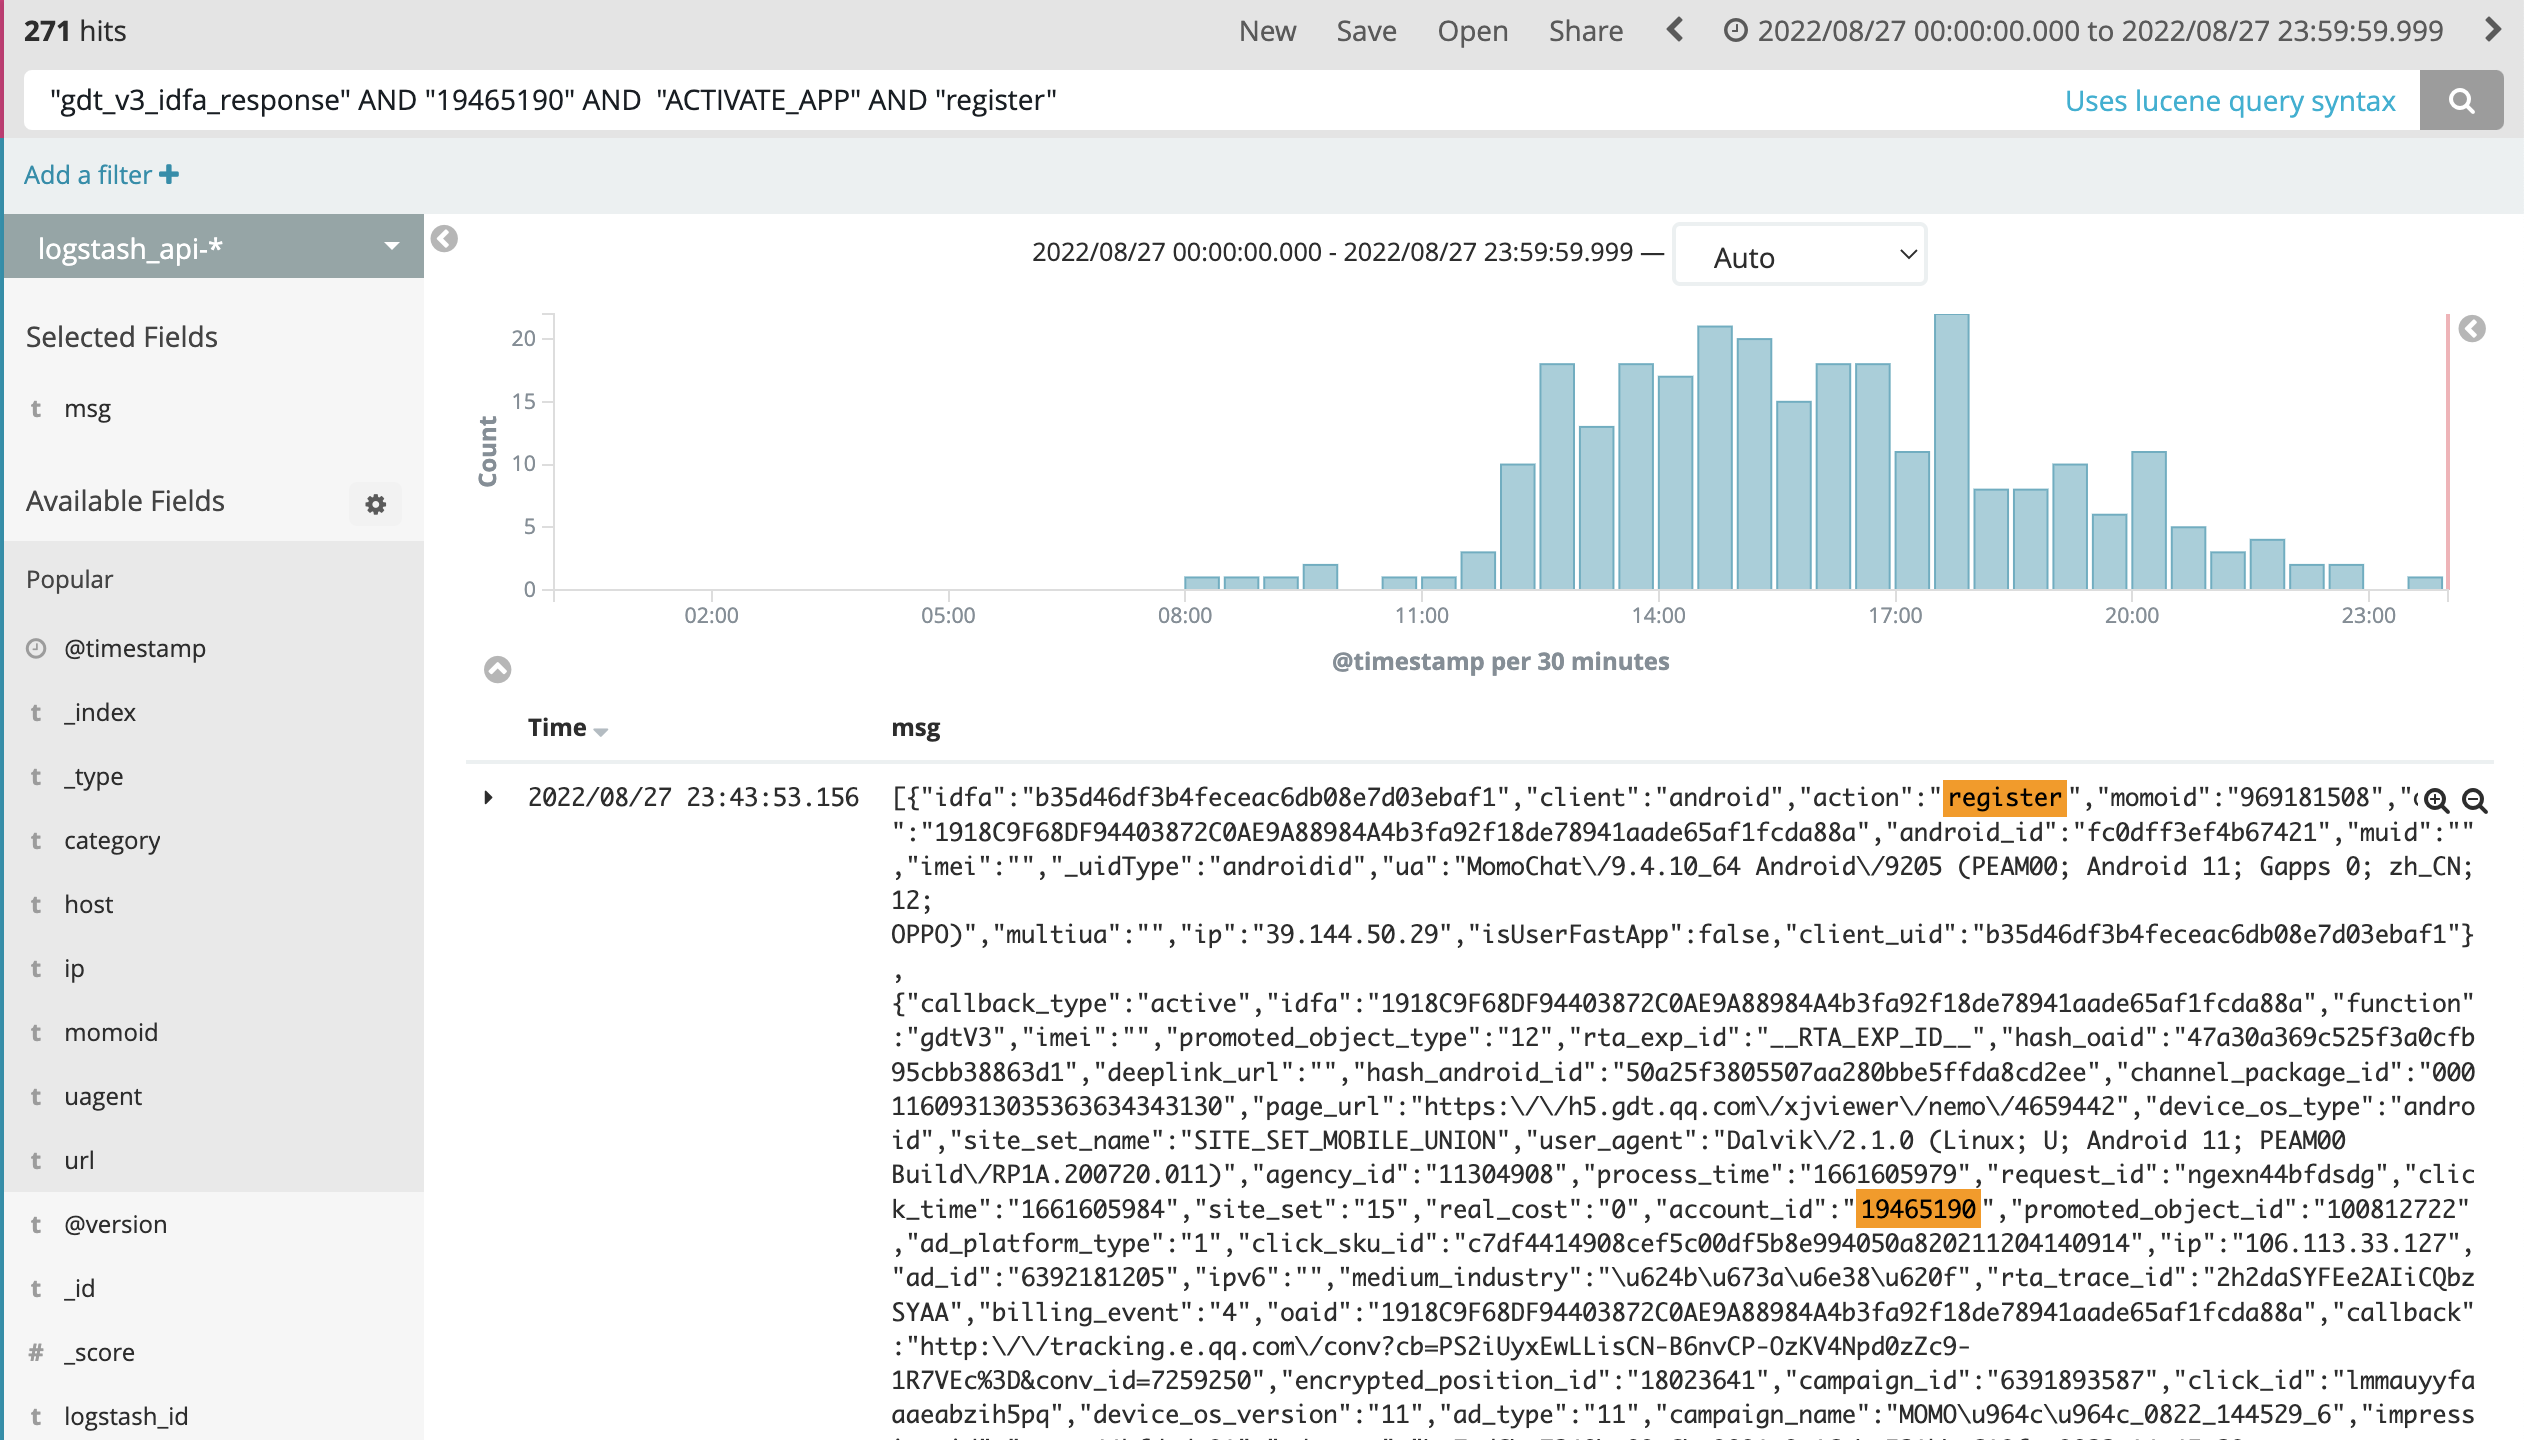 271 hits
New Save Open Share 2022/08/27 00:00:00.000 to 2022/08/27 23:59:59.999
"gdt_v3_idfa_response" AND "19465190" AND  "ACTIVATE_APP" AND "register"
Uses lucene query syntax
Add a filter
logstash_api-*
Selected Fields
t msg
Available Fields
Popular
@timestamp
t _index
t _type
t category
t host
t ip
t momoid
t uagent
t url
t @version
t _id
# _score
t logstash_id
2022/08/27 00:00:00.000 - 2022/08/27 23:59:59.999 — Auto
Count
20
15
10
5
0
02:00 05:00 08:00 11:00 14:00 17:00 20:00 23:00
@timestamp per 30 minutes
Time msg
2022/08/27 23:43:53.156 [{"idfa":"b35d46df3b4feceac6db08e7d03ebaf1","client":"android","action":"register","momoid":"969181508","
":"1918C9F68DF94403872C0AE9A88984A4b3fa92f18de78941aade65af1fcda88a","android_id":"fc0dff3ef4b67421","muid":""
,"imei":"","_uidType":"androidid","ua":"MomoChat\/9.4.10_64 Android\/9205 (PEAM00; Android 11; Gapps 0; zh_CN;
12;
OPPO)","multiua":"","ip":"39.144.50.29","isUserFastApp":false,"client_uid":"b35d46df3b4feceac6db08e7d03ebaf1"}
,
{"callback_type":"active","idfa":"1918C9F68DF94403872C0AE9A88984A4b3fa92f18de78941aade65af1fcda88a","function"
:"gdtV3","imei":"","promoted_object_type":"12","rta_exp_id":"__RTA_EXP_ID__","hash_oaid":"47a30a369c525f3a0cfb
95cbb38863d1","deeplink_url":"","hash_android_id":"50a25f3805507aa280bbe5ffda8cd2ee","channel_package_id":"000
116093130353636343​43130","page_url":"https:\/\/h5.gdt.qq.com\/xjviewer\/nemo\/4659442","device_os_type":"andro
id","site_set_name":"SITE_SET_MOBILE_UNION","user_agent":"Dalvik\/2.1.0 (Linux; U; Android 11; PEAM00
Build\/RP1A.200720.011)","agency_id":"11304908","process_time":"1661605979","request_id":"ngexn44bfdsdg","clic
k_time":"1661605984","site_set":"15","real_cost":"0","account_id":"19465190","promoted_object_id":"100812722"
,"ad_platform_type":"1","click_sku_id":"c7df4414908cef5c00df5b8e994050a820211204140914","ip":"106.113.33.127",
"ad_id":"6392181205","ipv6":"","medium_industry":"\u624b\u673a\u6e38\u620f","rta_trace_id":"2h2daSYFEe2AIiCQbz
SYAA","billing_event":"4","oaid":"1918C9F68DF94403872C0AE9A88984A4b3fa92f18de78941aade65af1fcda88a","callback"
:"http:\/\/tracking.e.qq.com\/conv?cb=PS2iUyxEwLLisCN-B6nvCP-OzKV4Npd0zZc9-
1R7VEc%3D&conv_id=7259250","encrypted_position_id":"18023641","campaign_id":"6391893587","click_id":"lmmauyyfa
aaeabzih5pq","device_os_version":"11","ad_type":"11","campaign_name":"MOMO\u964c\u964c_0822_144529_6","impress